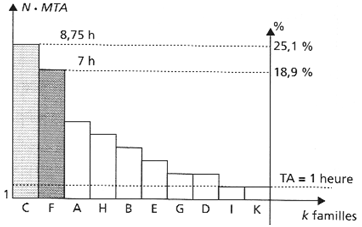 N • MTA
%
8,75 h
25,1 %
7 h
18,9 %
TA = 1 heure
1
C F A H B E G D I K
k familles